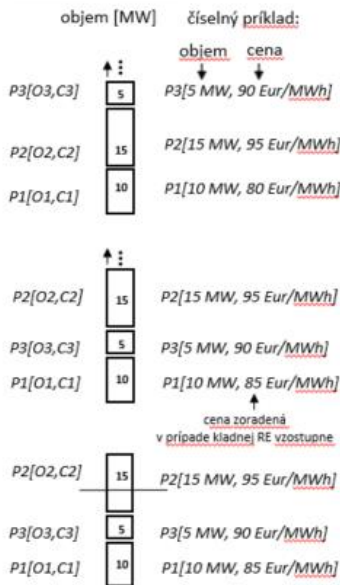 objem [MW] číselný príklad:
objem cena
P3[O3,C3] 5 P3[5 MW, 90 Eur/MWh]
P2[O2,C2] 15 P2[15 MW, 95 Eur/MWh]
P1[O1,C1] 10 P1[10 MW, 80 Eur/MWh]
P2[O2,C2] 15 P2[15 MW, 95 Eur/MWh]
P3[O3,C3] 5 P3[5 MW, 90 Eur/MWh]
P1[O1,C1] 10 P1[10 MW, 85 Eur/MWh]
cena zoradená
v prípade kladnej RE vzostupne
P2[O2,C2] 15 P2[15 MW, 95 Eur/MWh]
P3[O3,C3] 5 P3[5 MW, 90 Eur/MWh]
P1[O1,C1] 10 P1[10 MW, 85 Eur/MWh]